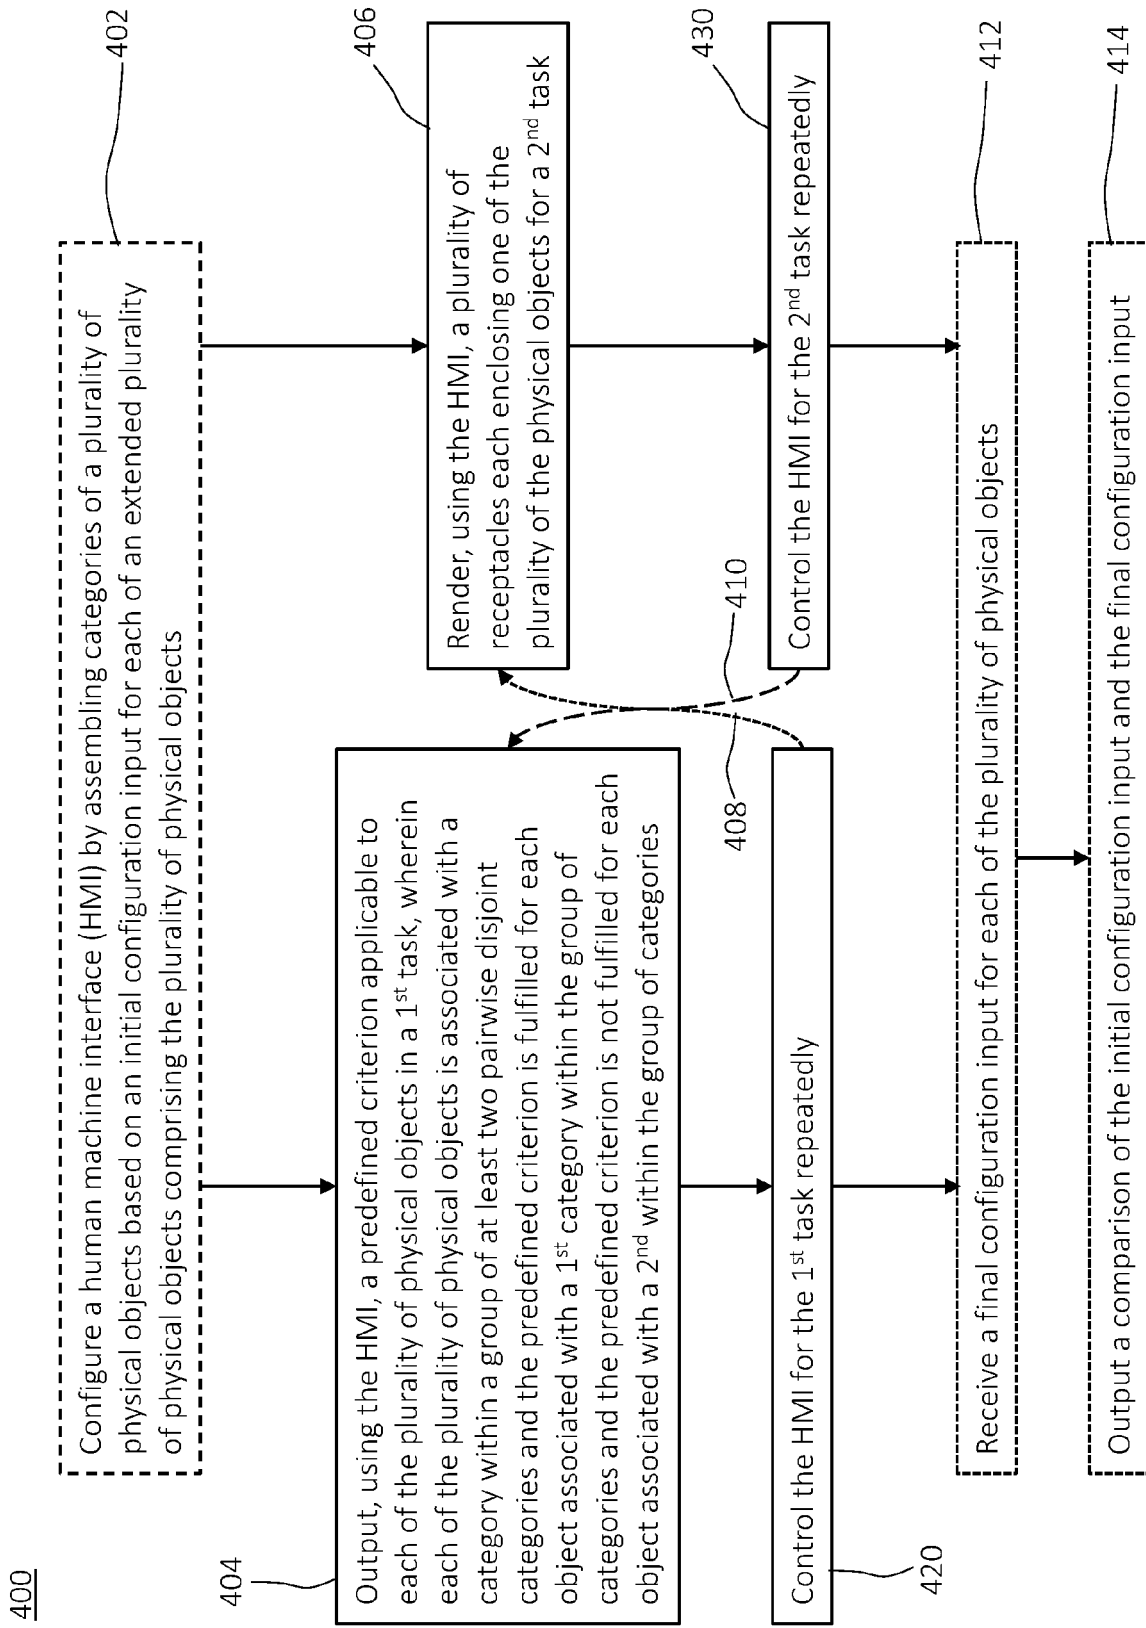 400
402
Configure a human machine interface (HMI) by assembling categories of a plurality of
physical objects based on an initial configuration input for each of an extended plurality
of physical objects comprising the plurality of physical objects
404
Output, using the HMI, a predefined criterion applicable to
each of the plurality of physical objects in a 1st task, wherein
each of the plurality of physical objects is associated with a
category within a group of at least two pairwise disjoint
categories and the predefined criterion is fulfilled for each
object associated with a 1st category within the group of
categories and the predefined criterion is not fulfilled for each
object associated with a 2nd within the group of categories
406
Render, using the HMI, a plurality of
receptacles each enclosing one of the
plurality of the physical objects for a 2nd task
408
410
Control the HMI for the 1st task repeatedly
420
Control the HMI for the 2nd task repeatedly
430
Receive a final configuration input for each of the plurality of physical objects
412
Output a comparison of the initial configuration input and the final configuration input
414